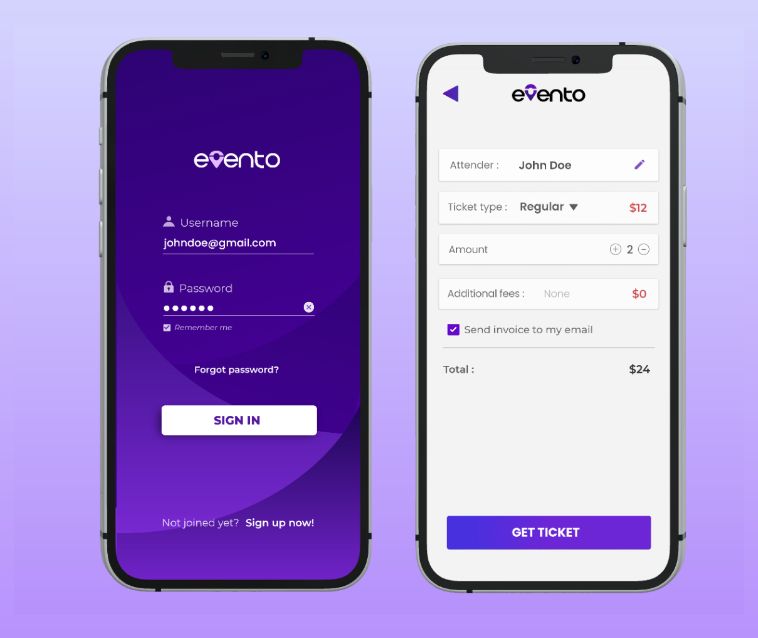 evento
Username
johndoe@gmail.com
Password
Remember me
Forgot password?
SIGN IN
Not joined yet? Sign up now!
evento
Attender : John Doe
Ticket type : Regular $12
Amount 2
Additional fees : None $0
Send invoice to my email
Total : $24
GET TICKET